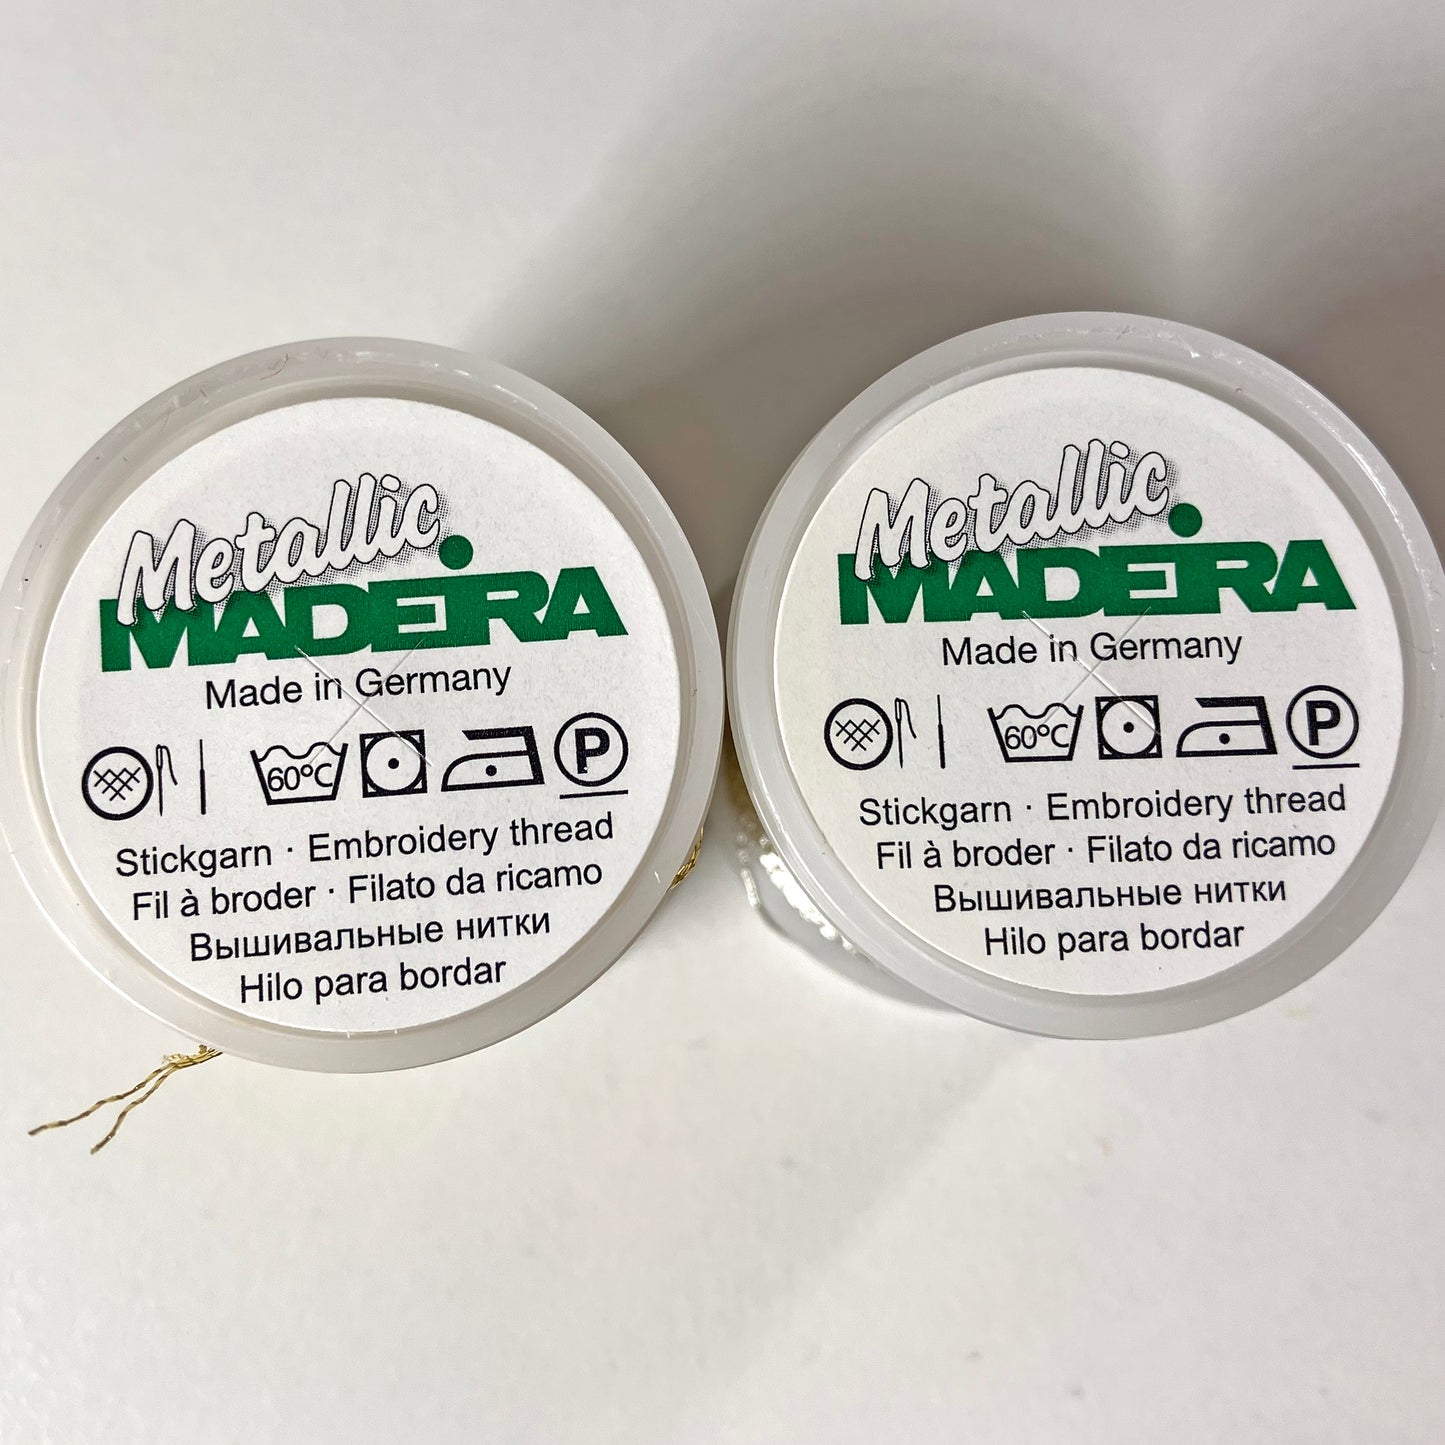 Metallic
MADEIRA
Made in Germany
60°C P
Stickgarn · Embroidery thread
Fil à broder · Filato da ricamo
Вышивальные нитки
Hilo para bordar
Metallic
MADEIRA
Made in Germany
60°C P
Stickgarn · Embroidery thread
Fil à broder · Filato da ricamo
Вышивальные нитки
Hilo para bordar